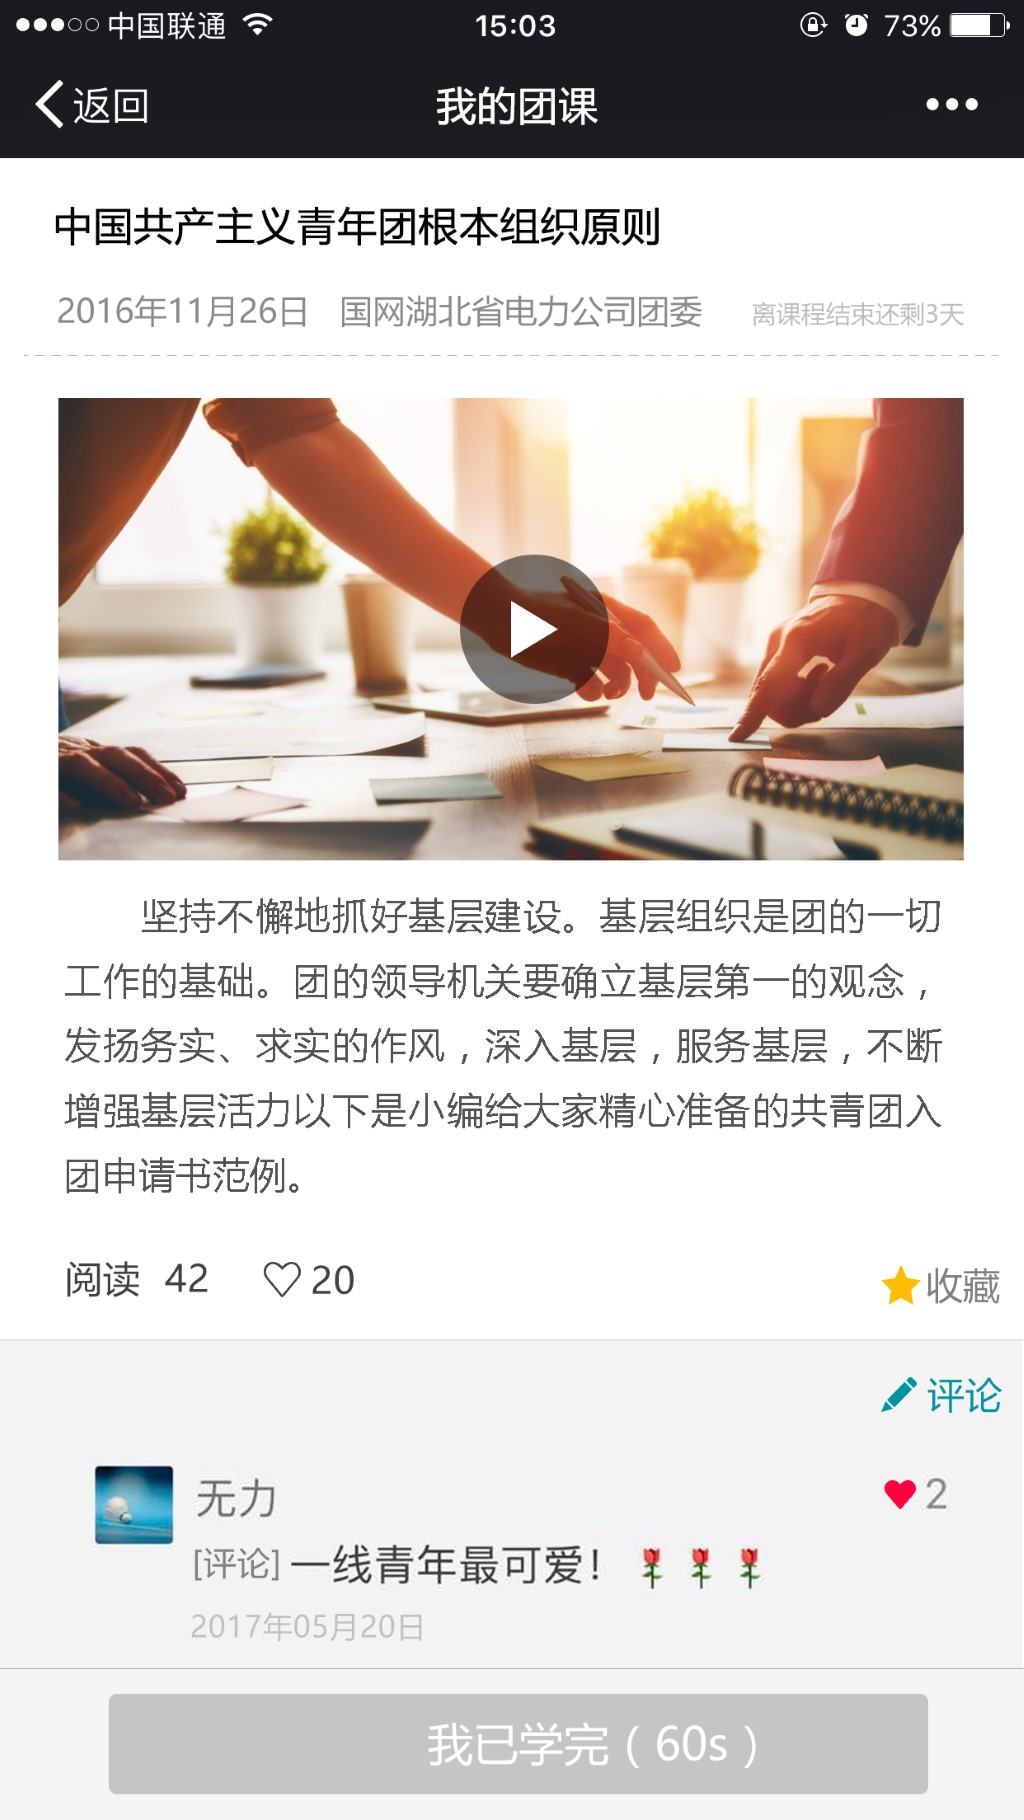 中国联通 15:03 73%
返回 我的团课
中国共产主义青年团根本组织原则
2016年11月26日 国网湖北省电力公司团委 离课程结束还剩3天
坚持不懈地抓好基层建设。基层组织是团的一切
工作的基础。团的领导机关要确立基层第一的观念，
发扬务实、求实的作风，深入基层，服务基层，不断
增强基层活力以下是小编给大家精心准备的共青团入
团申请书范例。
阅读 42 20 收藏
评论
无力 2
[评论] 一线青年最可爱！
2017年05月20日
我已学完（60s）